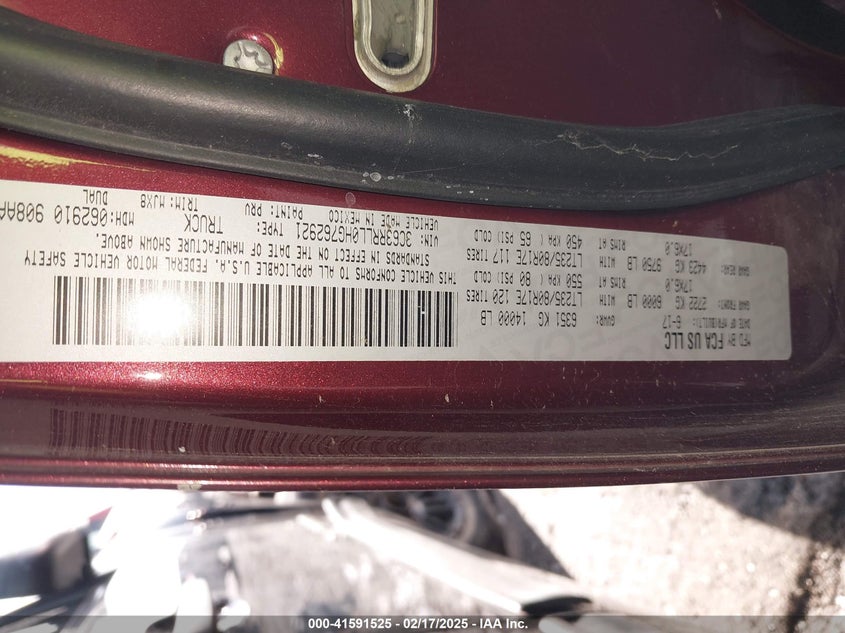 MFD BY FCA US LLC
DATE OF 6-17 GVWR: 6351 KG 14000 LB
GAWR FRONT: 2722 KG 6000 LB WITH LT235/80R17E 120 TIRES
17X6.0 RIMS AT 550 KPA ( 80 PSI) COLD
GAWR REAR: 4423 KG 9750 LB WITH LT235/80R17E 117 TIRES
17X6.0 RIMS AT 450 KPA ( 65 PSI) COLD
THIS VEHICLE CONFORMS TO ALL APPLICABLE U.S.A. FEDERAL MOTOR VEHICLE SAFETY
STANDARDS IN EFFECT ON THE DATE OF MANUFACTURE SHOWN ABOVE.
VIN: 3C63RRLL0HG762921 TYPE: TRUCK MDH:062910 908AA
DUAL
VEHICLE MADE IN MEXICO PAINT: PRV TRIM: MJX8
000-41591525 - 02/17/2025 - IAA Inc.